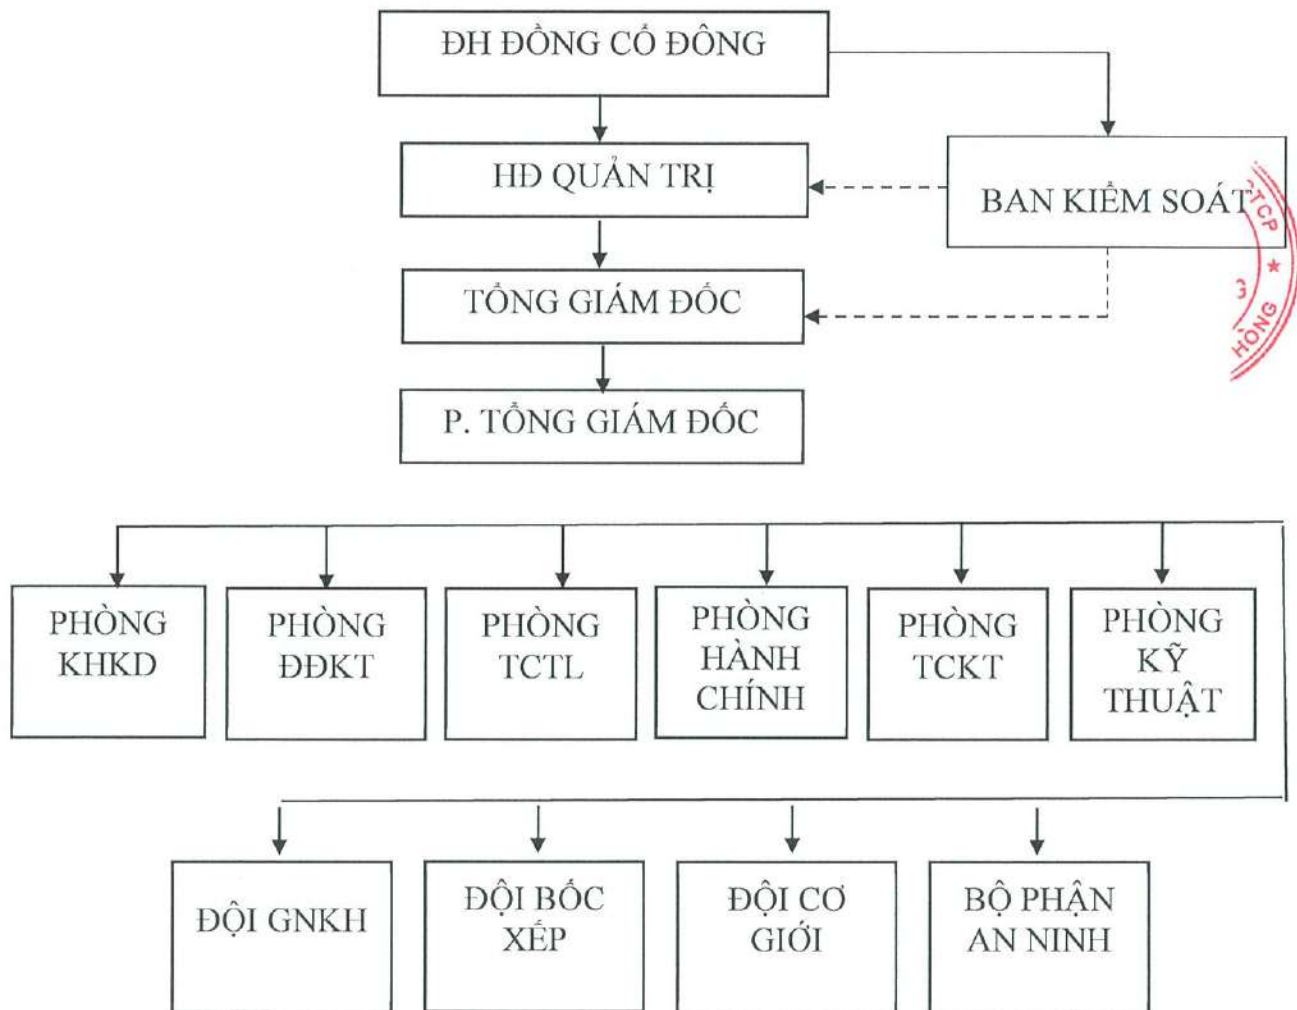 ĐH ĐỒNG CỔ ĐÔNG
HĐ QUẢN TRỊ
BAN KIỂM SOÁT
TỔNG GIÁM ĐỐC
P. TỔNG GIÁM ĐỐC
PHÒNG
KHKD
PHÒNG
ĐĐKT
PHÒNG
TCTL
PHÒNG
HÀNH
CHÍNH
PHÒNG
TCKT
PHÒNG
KỸ
THUẬT
ĐỘI GNKH
ĐỘI BỐC
XẾP
ĐỘI CƠ
GIỚI
BỘ PHẬN
AN NINH
TCP
★
HÒNG